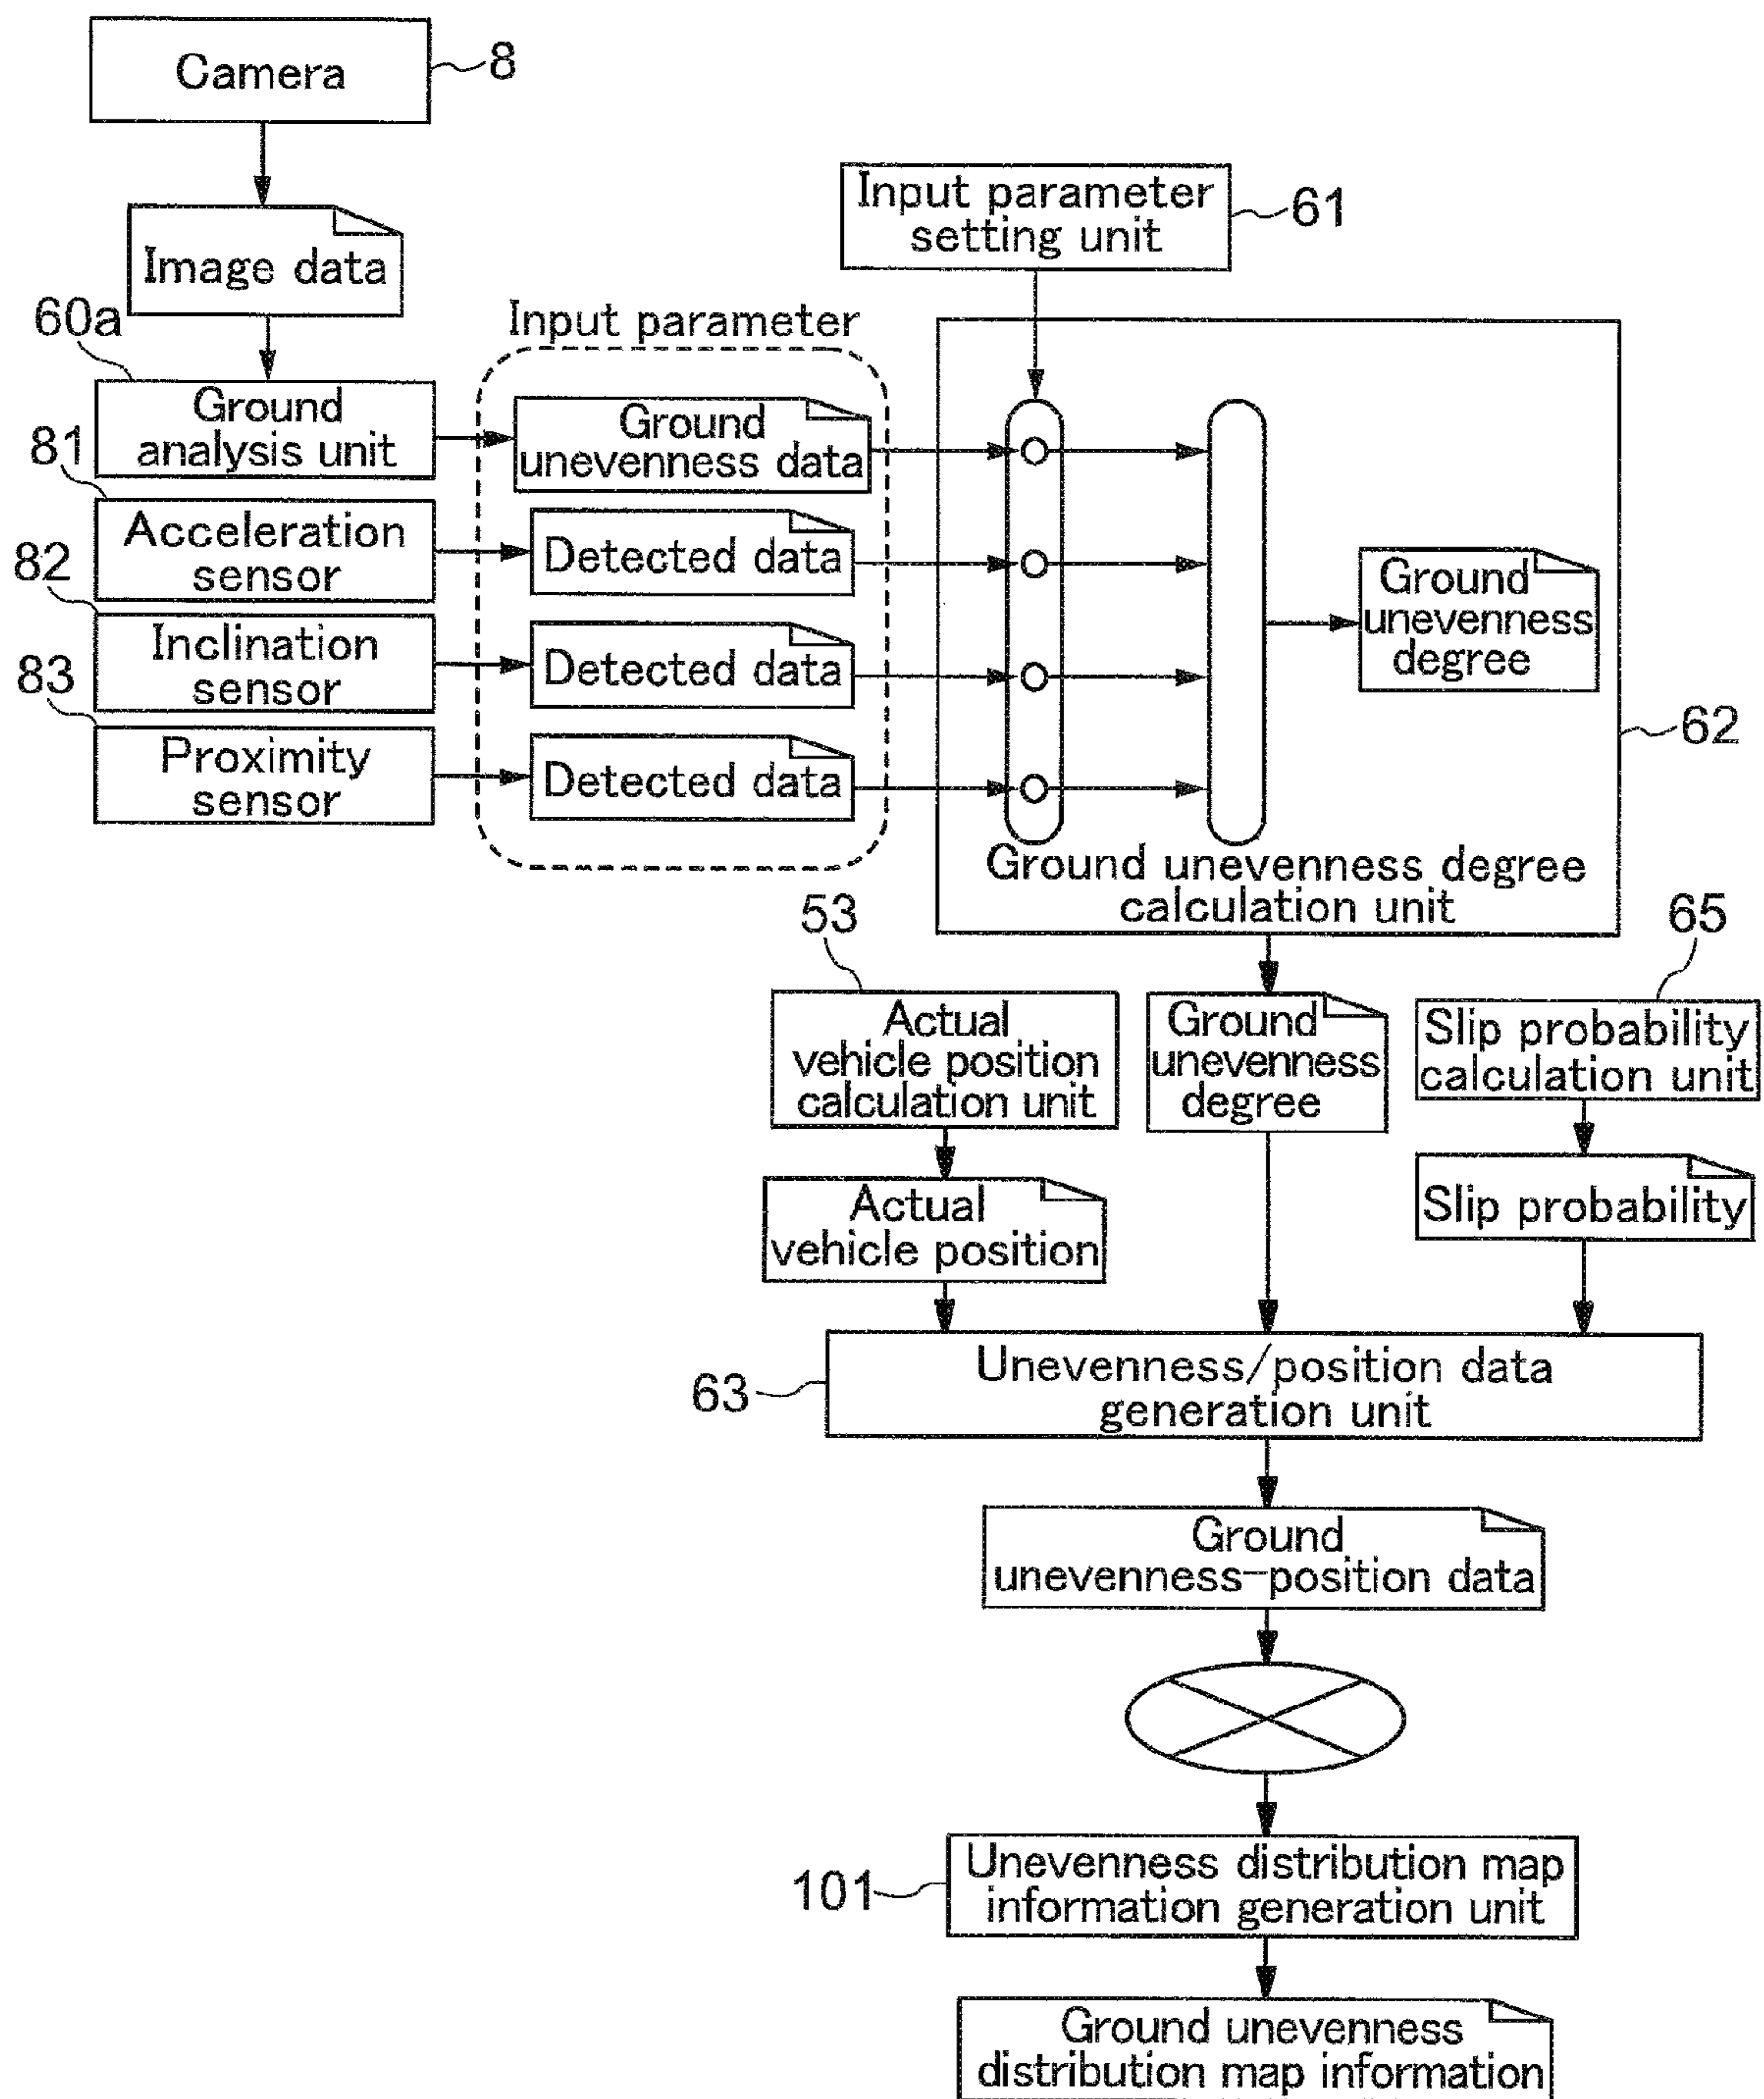 Camera
8
Image data
60a
Ground
analysis unit
81
Acceleration
sensor
82
Inclination
sensor
83
Proximity
sensor
Input parameter
Ground
unevenness data
Detected data
Detected data
Detected data
Input parameter
setting unit
61
Ground
unevenness
degree
62
Ground unevenness degree
calculation unit
53
Actual
vehicle position
calculation unit
Ground
unevenness
degree
65
Slip probability
calculation unit
Actual
vehicle position
Slip probability
63
Unevenness/position data
generation unit
Ground
unevenness-position data
101
Unevenness distribution map
information generation unit
Ground unevenness
distribution map information